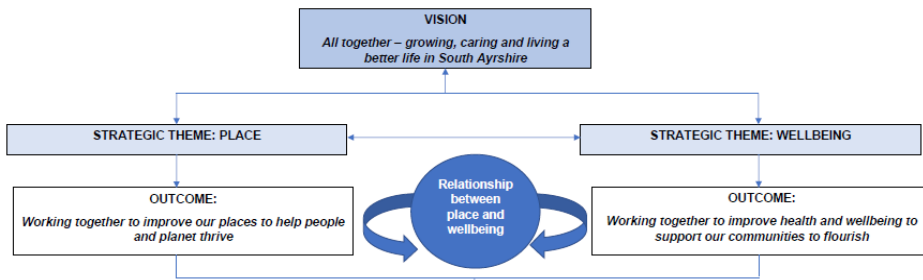 VISION
All together – growing, caring and living a
better life in South Ayrshire
STRATEGIC THEME: PLACE
STRATEGIC THEME: WELLBEING
OUTCOME:
Working together to improve our places to help people
and planet thrive
Relationship
between
place and
wellbeing
OUTCOME:
Working together to improve health and wellbeing to
support our communities to flourish